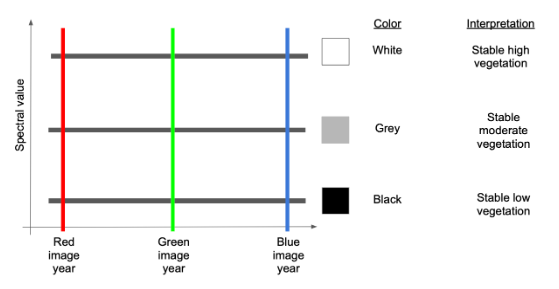 Color
Interpretation
White
Stable high
vegetation
Grey
Stable
moderate
vegetation
Black
Stable low
vegetation
Spectral value
Red
image
year
Green
image
year
Blue
image
year